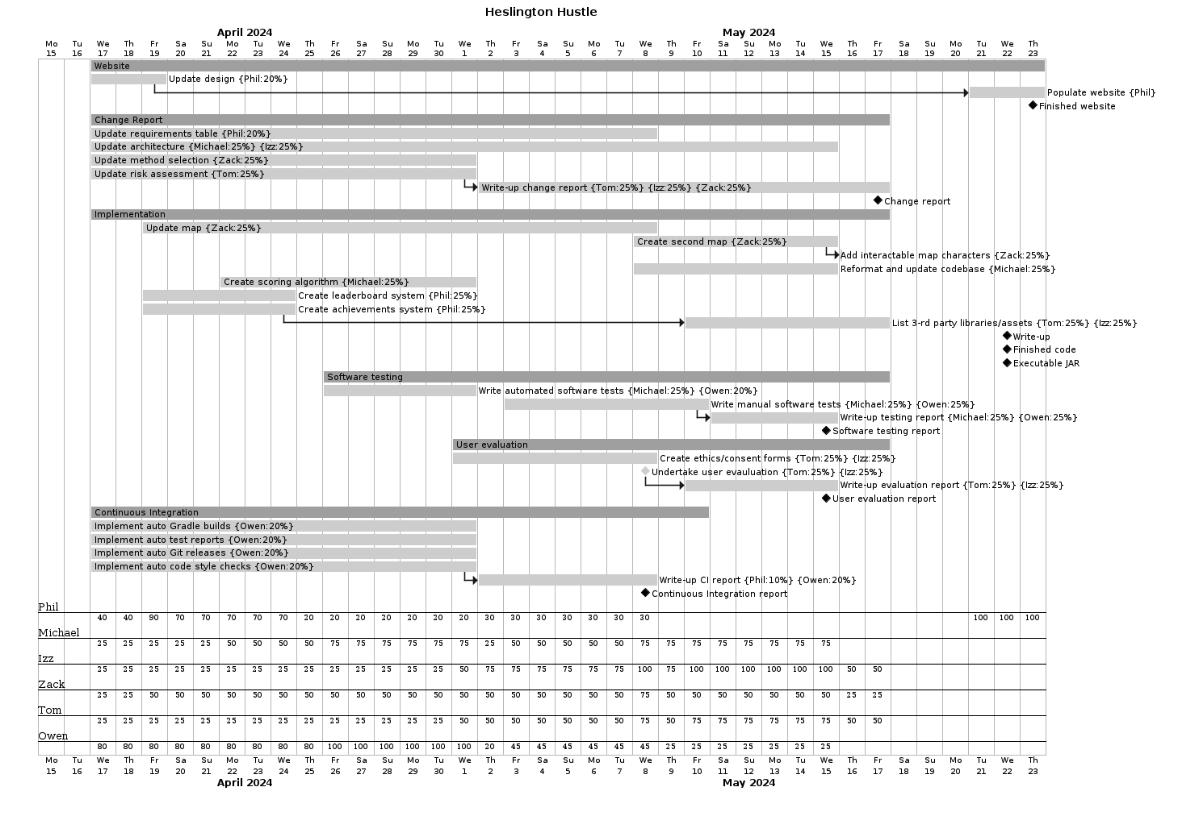 Heslington Hustle
April 2024 May 2024
Mo Tu We Th Fr Sa Su Mo Tu We Th Fr Sa Su Mo Tu We Th Fr Sa Su Mo Tu We Th Fr Sa Su Mo Tu We Th Fr Sa Su Mo Tu We Th
15 16 17 18 19 20 21 22 23 24 25 26 27 28 29 30 1 2 3 4 5 6 7 8 9 10 11 12 13 14 15 16 17 18 19 20 21 22 23
Website
Update design {Phil:20%}
Populate website {Phil}
Finished website
Change Report
Update requirements table {Phil:20%}
Update architecture {Michael:25%} {Izz:25%}
Update method selection {Zack:25%}
Update risk assessment {Tom:25%}
Write-up change report {Tom:25%} {Izz:25%} {Zack:25%}
Change report
Implementation
Update map {Zack:25%}
Create second map {Zack:25%}
Add interactable map characters {Zack:25%}
Reformat and update codebase {Michael:25%}
Create scoring algorithm {Michael:25%}
Create leaderboard system {Phil:25%}
Create achievements system {Phil:25%}
List 3-rd party libraries/assets {Tom:25%} {Izz:25%}
Write-up
Finished code
Executable JAR
Software testing
Write automated software tests {Michael:25%} {Owen:20%}
Write manual software tests {Michael:25%} {Owen:25%}
Write-up testing report {Michael:25%} {Owen:25%}
Software testing report
User evaluation
Create ethics/consent forms {Tom:25%} {Izz:25%}
Undertake user evauluation {Tom:25%} {Izz:25%}
Write-up evaluation report {Tom:25%} {Izz:25%}
User evaluation report
Continuous Integration
Implement auto Gradle builds {Owen:20%}
Implement auto test reports {Owen:20%}
Implement auto Git releases {Owen:20%}
Implement auto code style checks {Owen:20%}
Write-up CI report {Phil:10%} {Owen:20%}
Continuous Integration report
Phil
40 40 90 70 70 70 70 70 20 20 20 20 20 20 20 30 30 30 30 30 30 30 100 100 100
Michael
25 25 25 25 25 50 50 50 50 75 75 75 75 75 75 25 50 50 50 50 50 75 75 75 75 75 75 75 75
Izz
25 25 25 25 25 25 25 25 25 25 25 25 25 25 50 75 75 75 75 75 75 100 75 100 100 100 100 100 100 50 50
Zack
25 25 50 50 50 50 50 50 50 50 50 50 50 50 50 50 50 50 50 50 50 75 50 50 50 50 50 50 50 25 25
Tom
25 25 25 25 25 25 25 25 25 25 25 25 25 25 50 50 50 50 50 50 50 75 50 75 75 75 75 75 75 50 50
Owen
80 80 80 80 80 80 80 80 80 100 100 100 100 100 100 20 45 45 45 45 45 45 25 25 25 25 25 25 25
Mo Tu We Th Fr Sa Su Mo Tu We Th Fr Sa Su Mo Tu We Th Fr Sa Su Mo Tu We Th Fr Sa Su Mo Tu We Th Fr Sa Su Mo Tu We Th
15 16 17 18 19 20 21 22 23 24 25 26 27 28 29 30 1 2 3 4 5 6 7 8 9 10 11 12 13 14 15 16 17 18 19 20 21 22 23
April 2024 May 2024